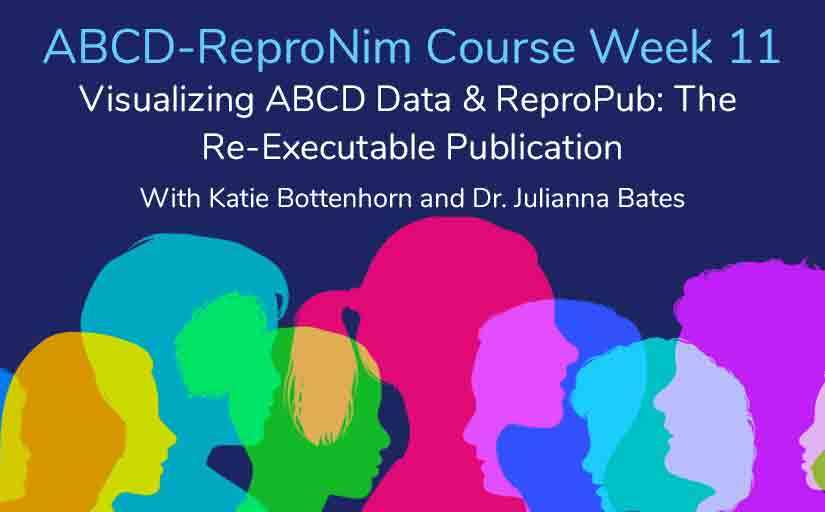 ABCD-ReproNim Course Week 11
Visualizing ABCD Data & ReproPub: The
Re-Executable Publication
With Katie Bottenhorn and Dr. Julianna Bates